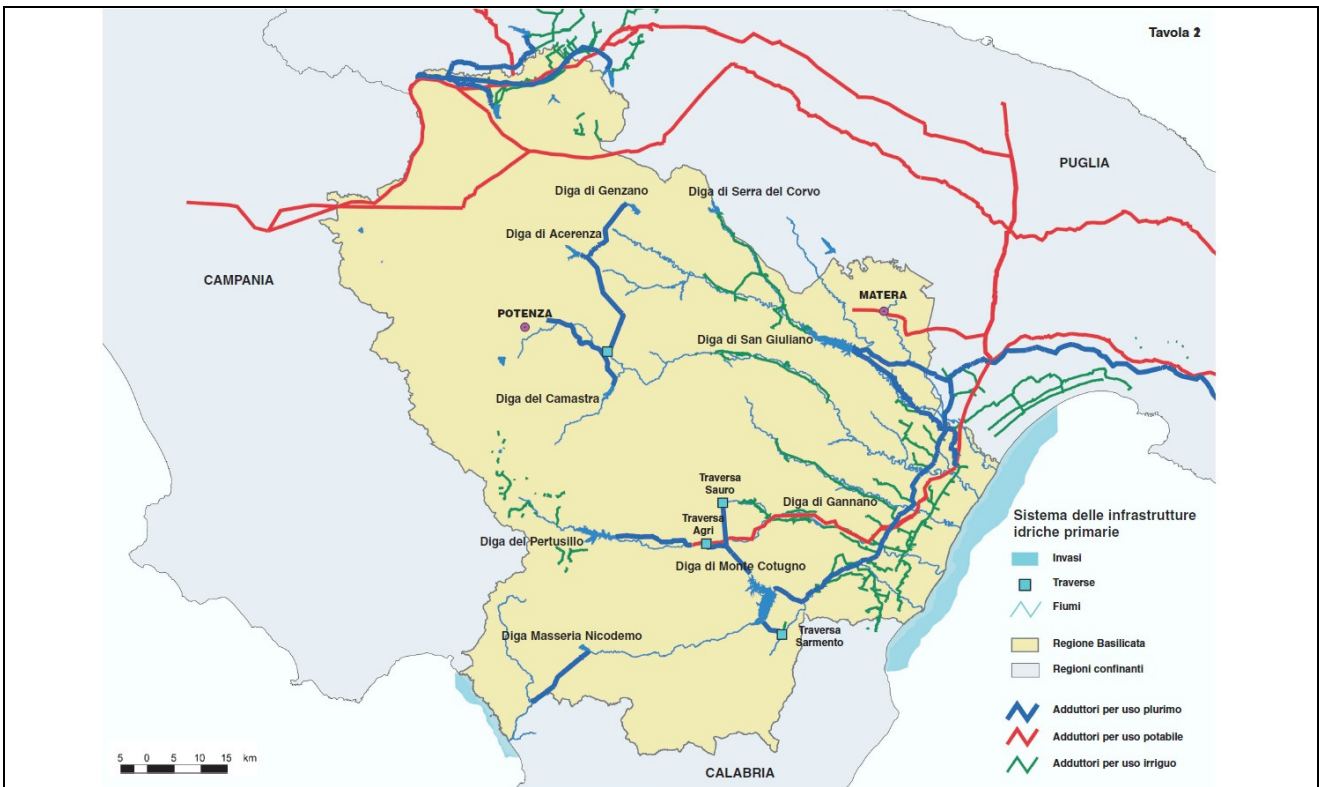 Tavola 2
PUGLIA
Diga di Genzano
Diga di Serra del Corvo
Diga di Acerenza
CAMPANIA
MATERA
POTENZA
Diga di San Giuliano
Diga del Camastra
Traversa
Sauro
Diga di Gannano
Traversa
Agri
Diga del Pertusillo
Diga di Monte Cotugno
Traversa
Sarmento
Diga Masseria Nicodemo
CALABRIA
5 0 5 10 15 km
Sistema delle infrastrutture
idriche primarie
Invasi
Traverse
Fiumi
Regione Basilicata
Regioni confinanti
Adduttori per uso plurimo
Adduttori per uso potabile
Adduttori per uso irriguo